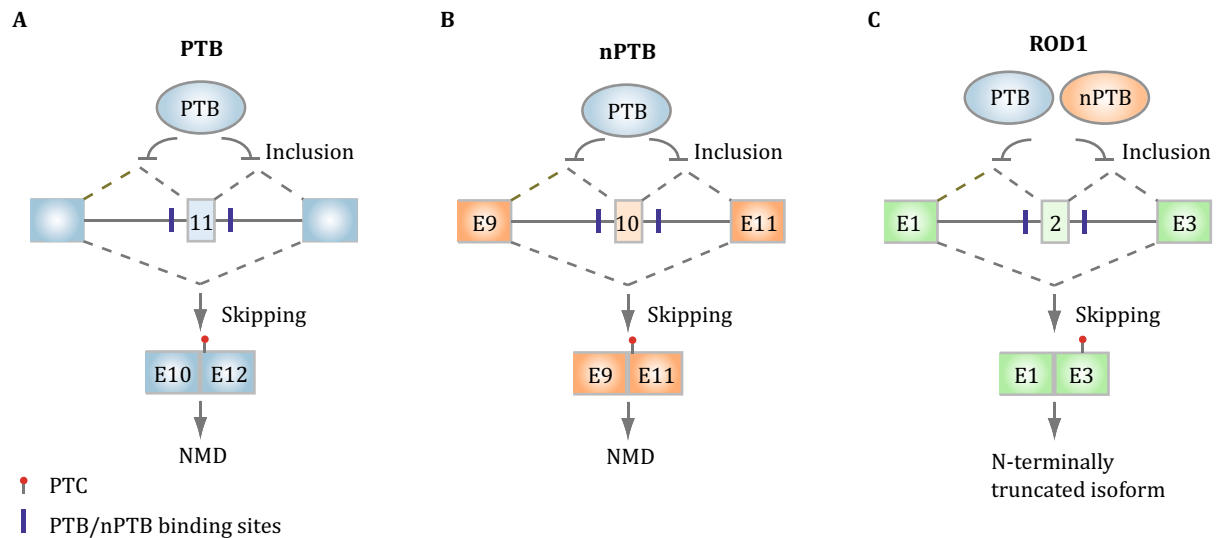 A
PTB
PTB
Inclusion
11
Skipping
E10 E12
NMD
PTC
PTB/nPTB binding sites
B
nPTB
PTB
Inclusion
E9 10 E11
Skipping
E9 E11
NMD
C
ROD1
PTB nPTB
Inclusion
E1 2 E3
Skipping
E1 E3
N-terminally
truncated isoform